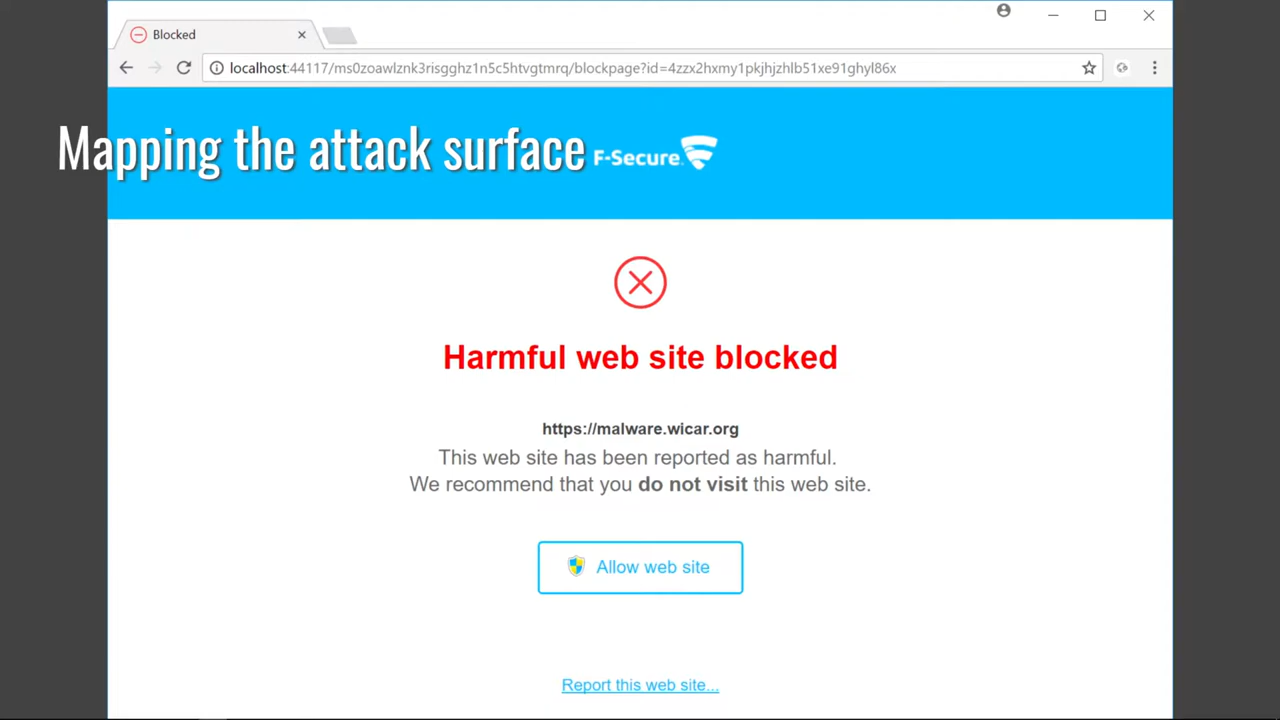 Blocked
localhost:44117/ms0zoawlznk3risgghz1n5c5htvgtmrq/blockpage?id=4zzx2hxmy1pkjhjzhlb51xe91ghyl86x
Mapping the attack surface
F-Secure.
Harmful web site blocked
https://malware.wicar.org
This web site has been reported as harmful.
We recommend that you do not visit this web site.
Allow web site
Report this web site...